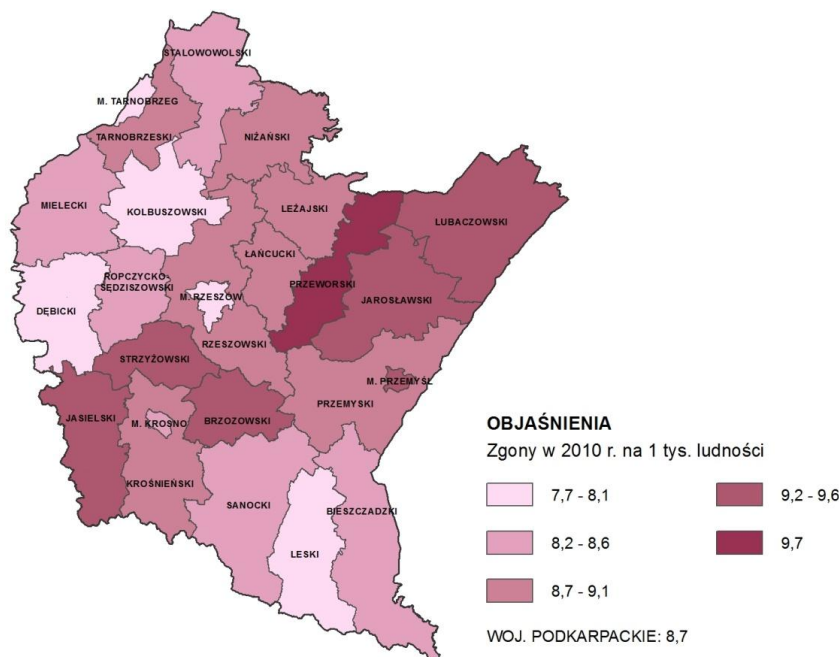 STALOWOWOLSKI
M. TARNOBRZEG
TARNOBRZESKI
NIŻAŃSKI
MIELECKI
KOLBUSZOWSKI
LEŻAJSKI
LUBACZOWSKI
ŁAŃCUCKI
ROPCZYCKO-
SĘDZISZOWSKI
PRZEWORSKI
M. RZESZÓW
JAROSŁAWSKI
DĘBICKI
RZESZOWSKI
STRZYŻOWSKI
M. PRZEMYŚL
JASIELSKI
M. KROSNO
BRZOZOWSKI
PRZEMYSKI
KROŚNIEŃSKI
SANOCKI
BIESZCZADZKI
LESKI
OBJAŚNIENIA
Zgony w 2010 r. na 1 tys. ludności
7,7 - 8,1
9,2 - 9,6
8,2 - 8,6
9,7
8,7 - 9,1
WOJ. PODKARPACKIE: 8,7